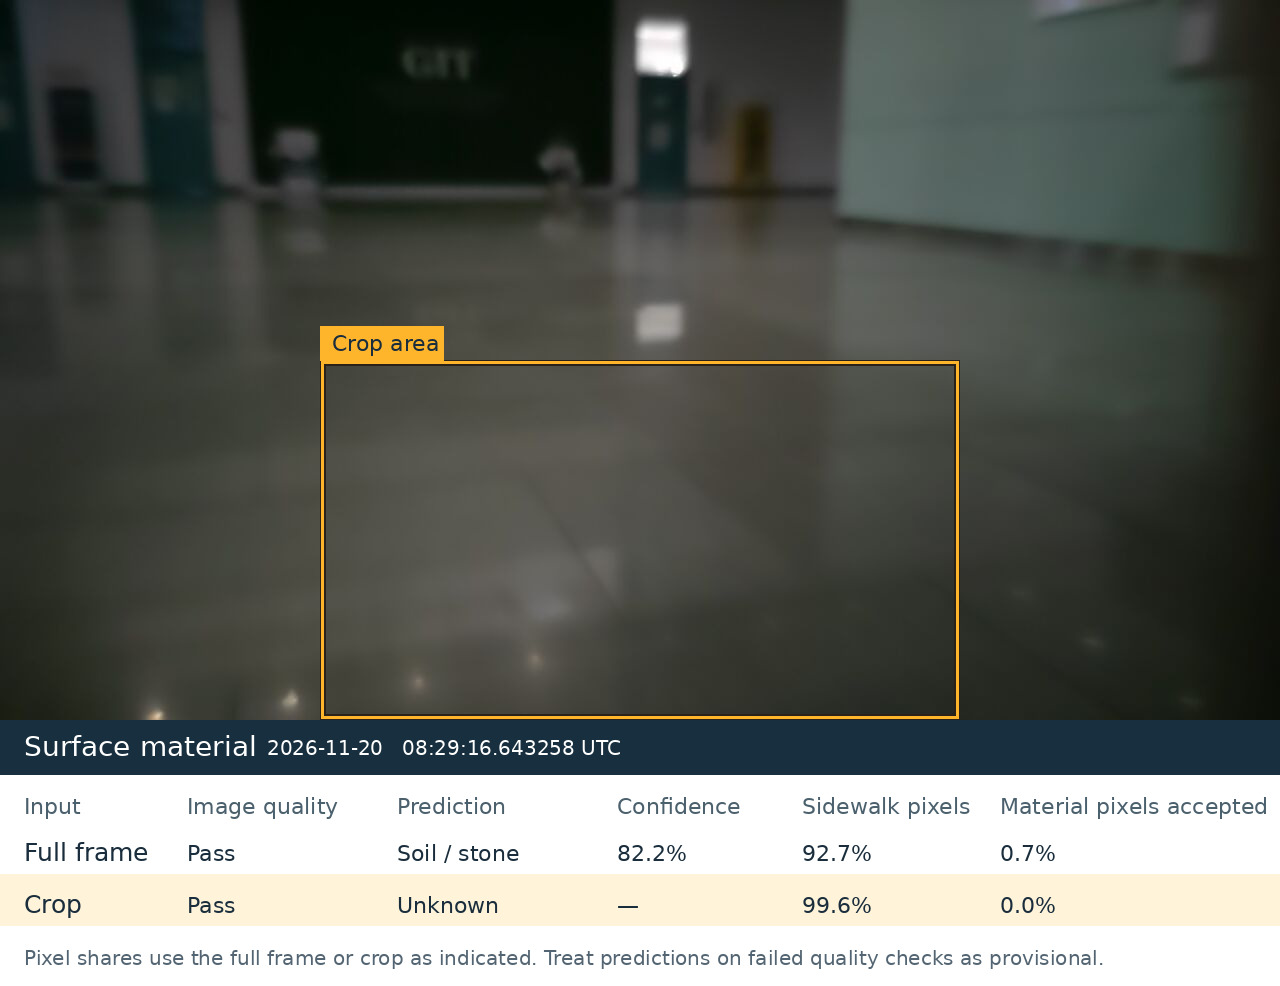 GIT
Crop area
Surface material 2026-11-20 08:29:16.643258 UTC
Input Image quality Prediction Confidence Sidewalk pixels Material pixels accepted
Full frame Pass Soil / stone 82.2% 92.7% 0.7%
Crop Pass Unknown — 99.6% 0.0%
Pixel shares use the full frame or crop as indicated. Treat predictions on failed quality checks as provisional.